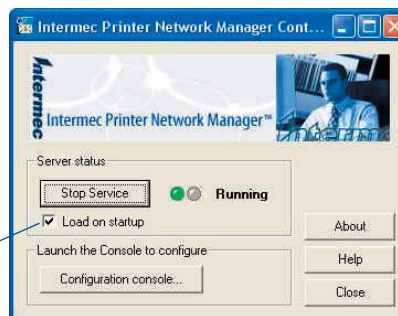 Intermec Printer Network Manager Cont...
Intermec
Intermec Printer Network Manager™
Intermec
Server status
Stop Service
Running
Load on startup
About
Launch the Console to configure
Help
Configuration console...
Close